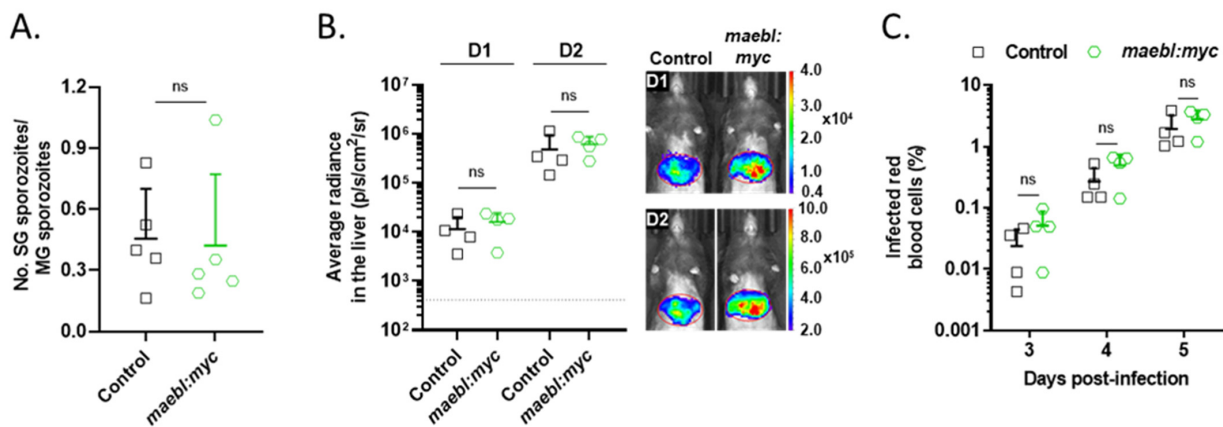 A.
No. SG sporozoites/
MG sporozoites
1.2
0.9
0.6
0.3
0.0
ns
Control
maebl:myc
B.
D1
D2
Average radiance
in the liver (p/s/cm²/sr)
10⁷
10⁶
10⁵
10⁴
10³
10²
ns
ns
Control
maebl:myc
Control
maebl:myc
Control
maebl:
myc
D1
4.0
3.0
x10⁴
2.0
1.0
0.4
D2
10.0
8.0
x10⁵
6.0
4.0
2.0
C.
Control
maebl:myc
Infected red
blood cells (%)
10
1
0.1
0.01
0.001
ns
ns
ns
3
4
5
Days post-infection